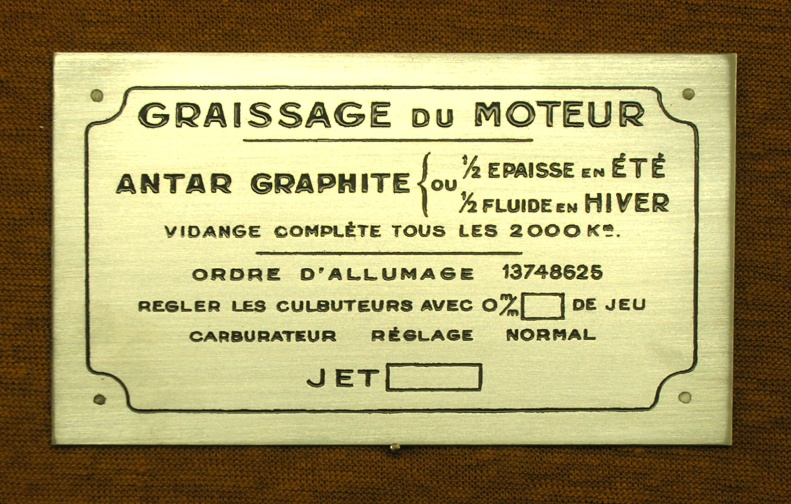 GRAISSAGE DU MOTEUR
ANTAR GRAPHITE { OU ½ EPAISSE EN ÉTÉ
½ FLUIDE EN HIVER
VIDANGE COMPLÈTE TOUS LES 2000 Kᵐ.
ORDRE D'ALLUMAGE 13748625
REGLER LES CULBUTEURS AVEC 0 m/m DE JEU
CARBURATEUR RÉGLAGE NORMAL
JET